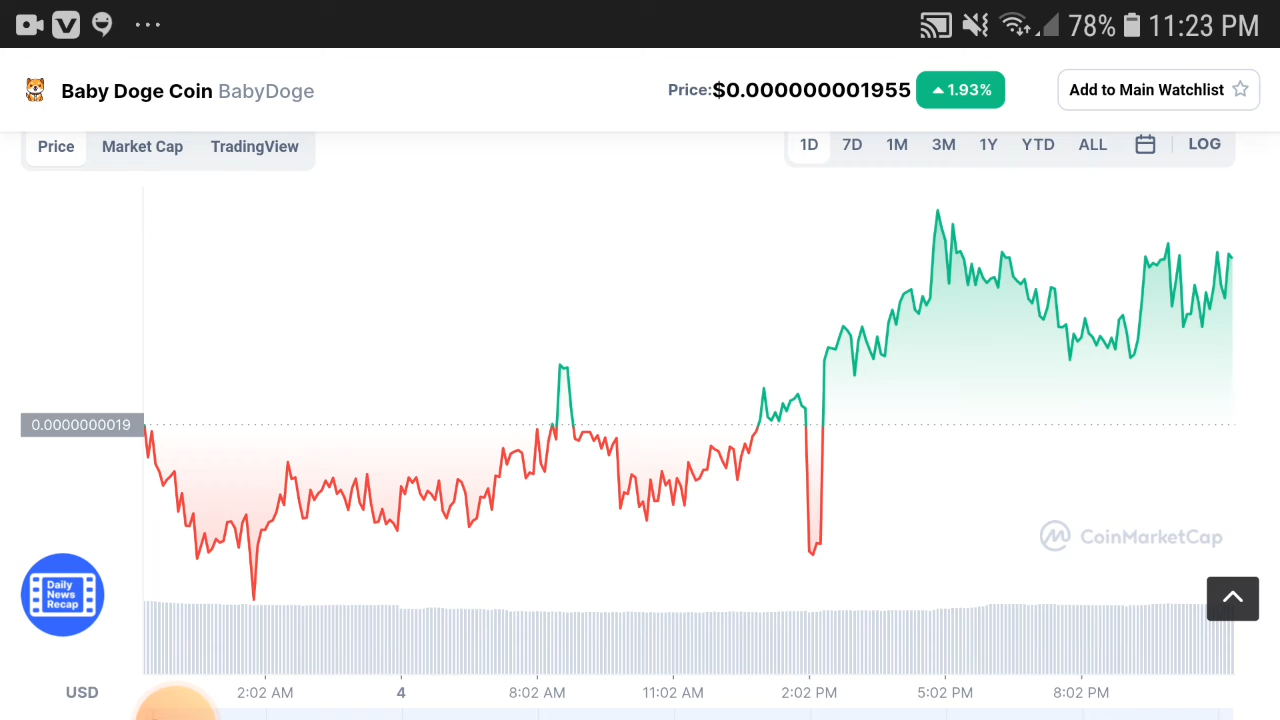 78% 11:23 PM
Baby Doge Coin BabyDoge
Price:$0.000000001955 1.93%
Add to Main Watchlist
Price Market Cap TradingView
1D 7D 1M 3M 1Y YTD ALL LOG
0.0000000019
CoinMarketCap
Daily
News
Recap
USD
2:02 AM 4 8:02 AM 11:02 AM 2:02 PM 5:02 PM 8:02 PM